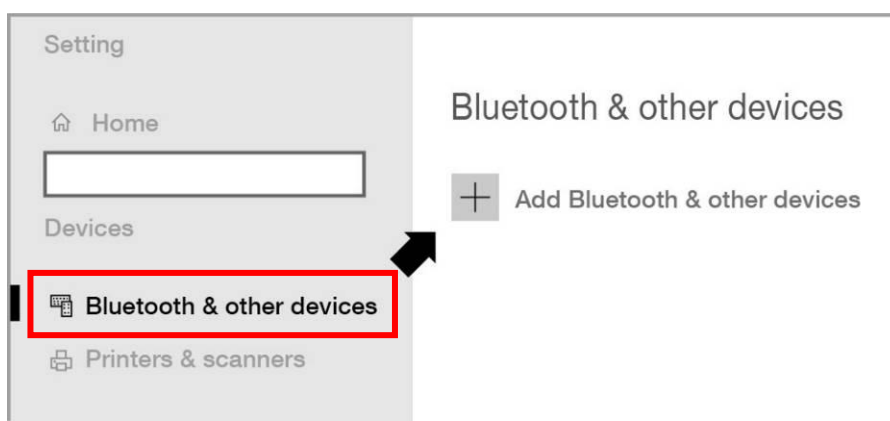 Setting
Home
Devices
Bluetooth & other devices
Printers & scanners
Bluetooth & other devices
Add Bluetooth & other devices